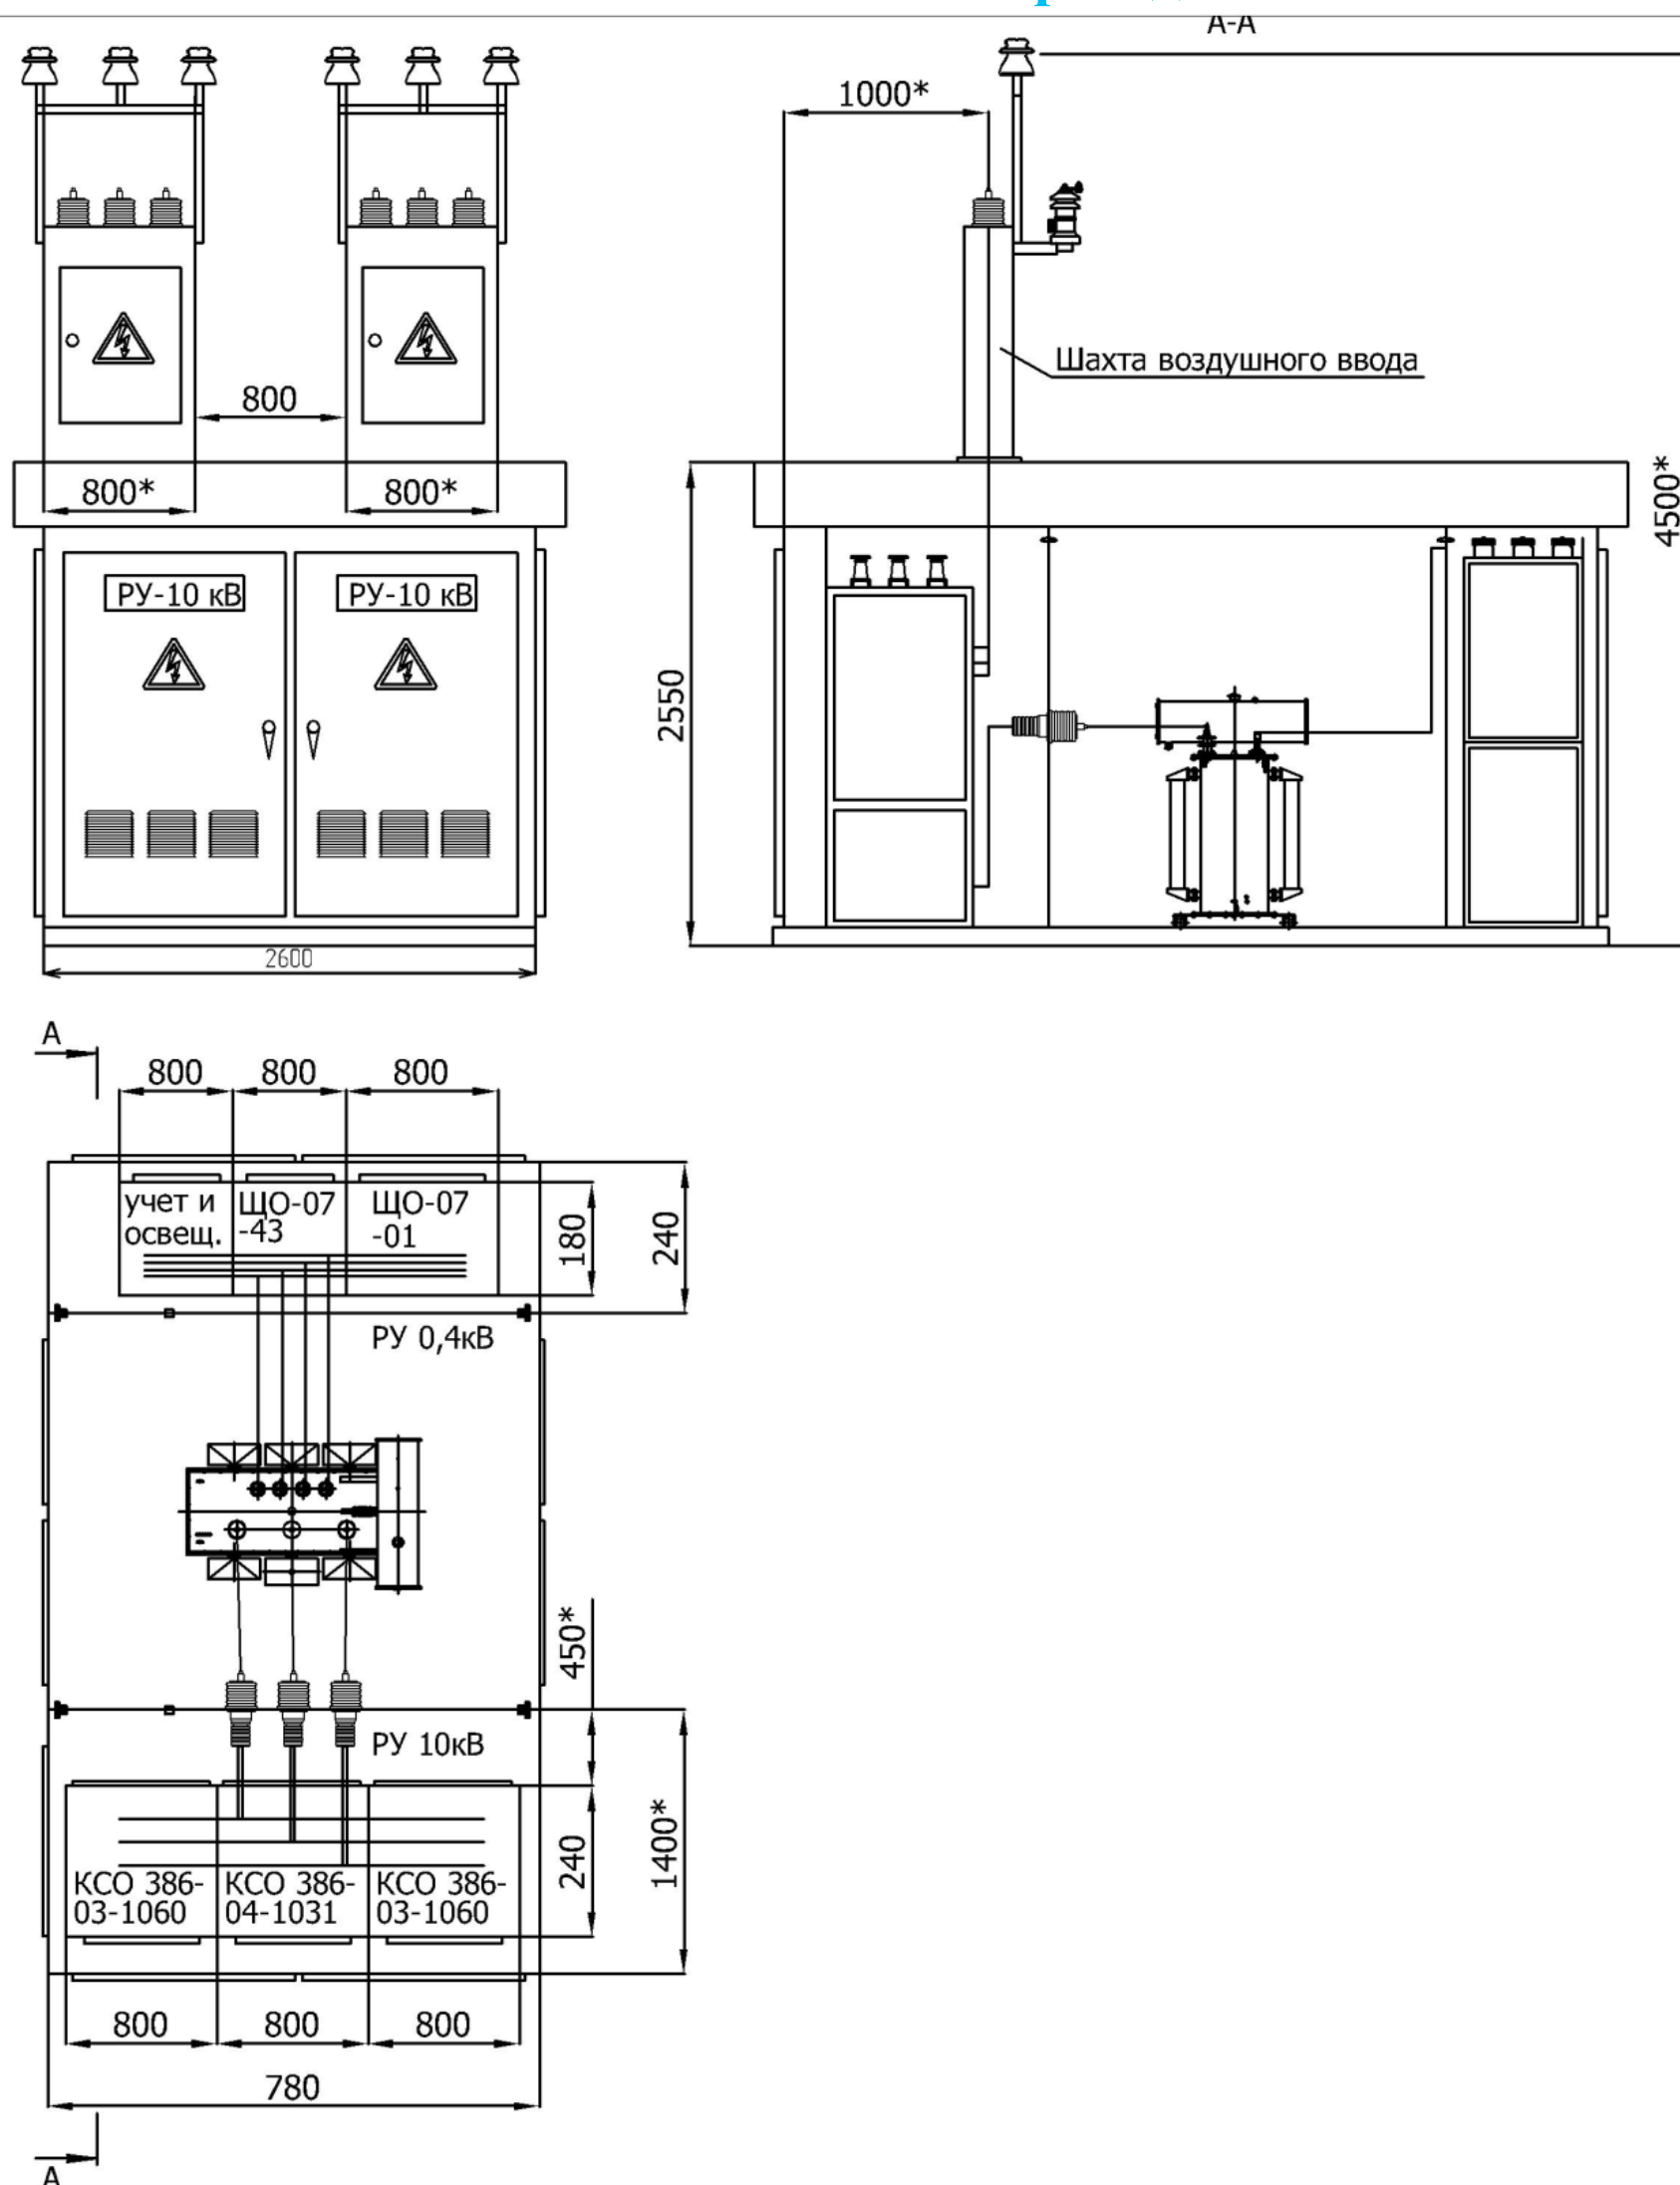 А-А
1000*
Шахта воздушного ввода
800
800*
800*
4500*
РУ-10 кВ
РУ-10 кВ
2550
2600
А
800
800
800
учет и
освещ.
ЩО-07
-43
ЩО-07
-01
180
240
РУ 0,4кВ
450*
РУ 10кВ
240
1400*
КСО 386-
03-1060
КСО 386-
04-1031
КСО 386-
03-1060
800
800
800
780
А